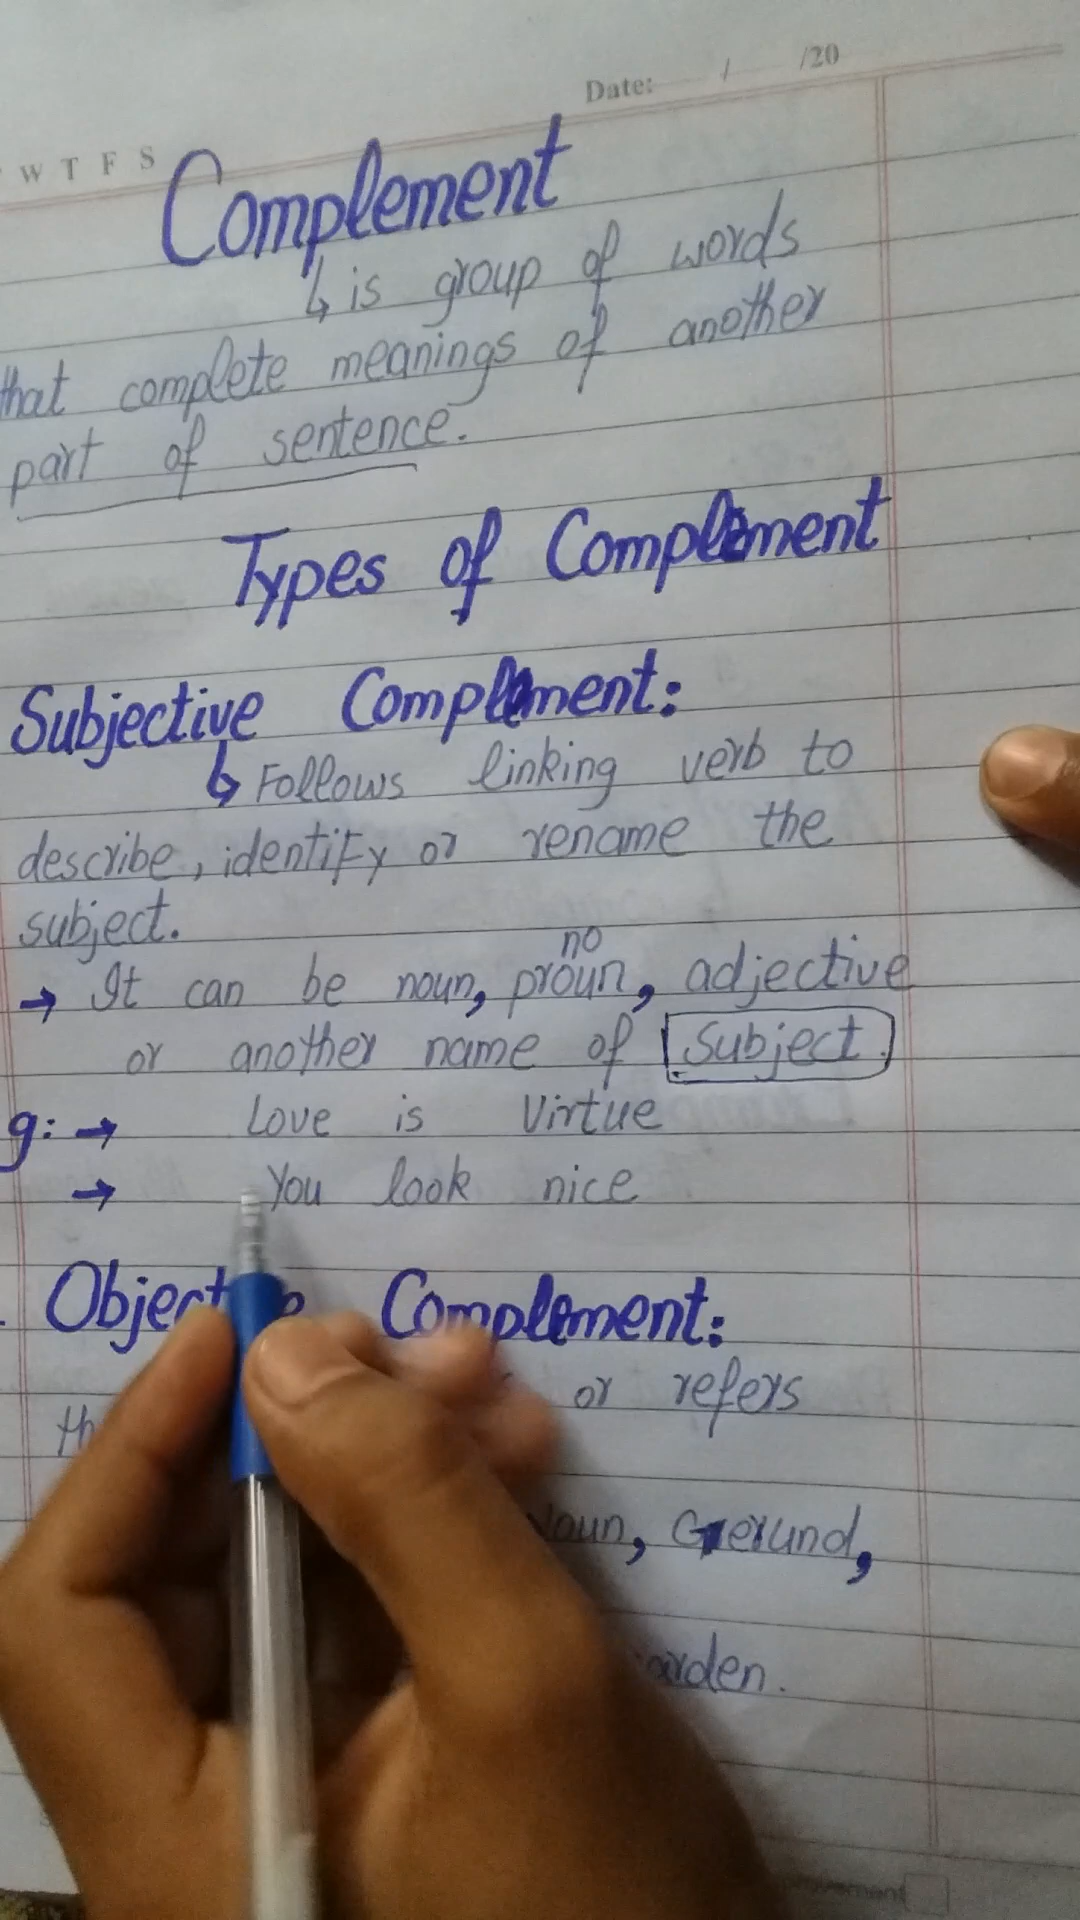 Date: / /20
W T F S
Complement
↳ is group of words
that complete meanings of another
part of sentence.
Types of Complement
Subjective Complement:
↳ Follows linking verb to
describe, identify or rename the
subject.
no
→ It can be noun, proun, adjective
or another name of Subject.
g: → Love is Virtue
→ You look nice
Complement:
or refers
Noun, Gerund,